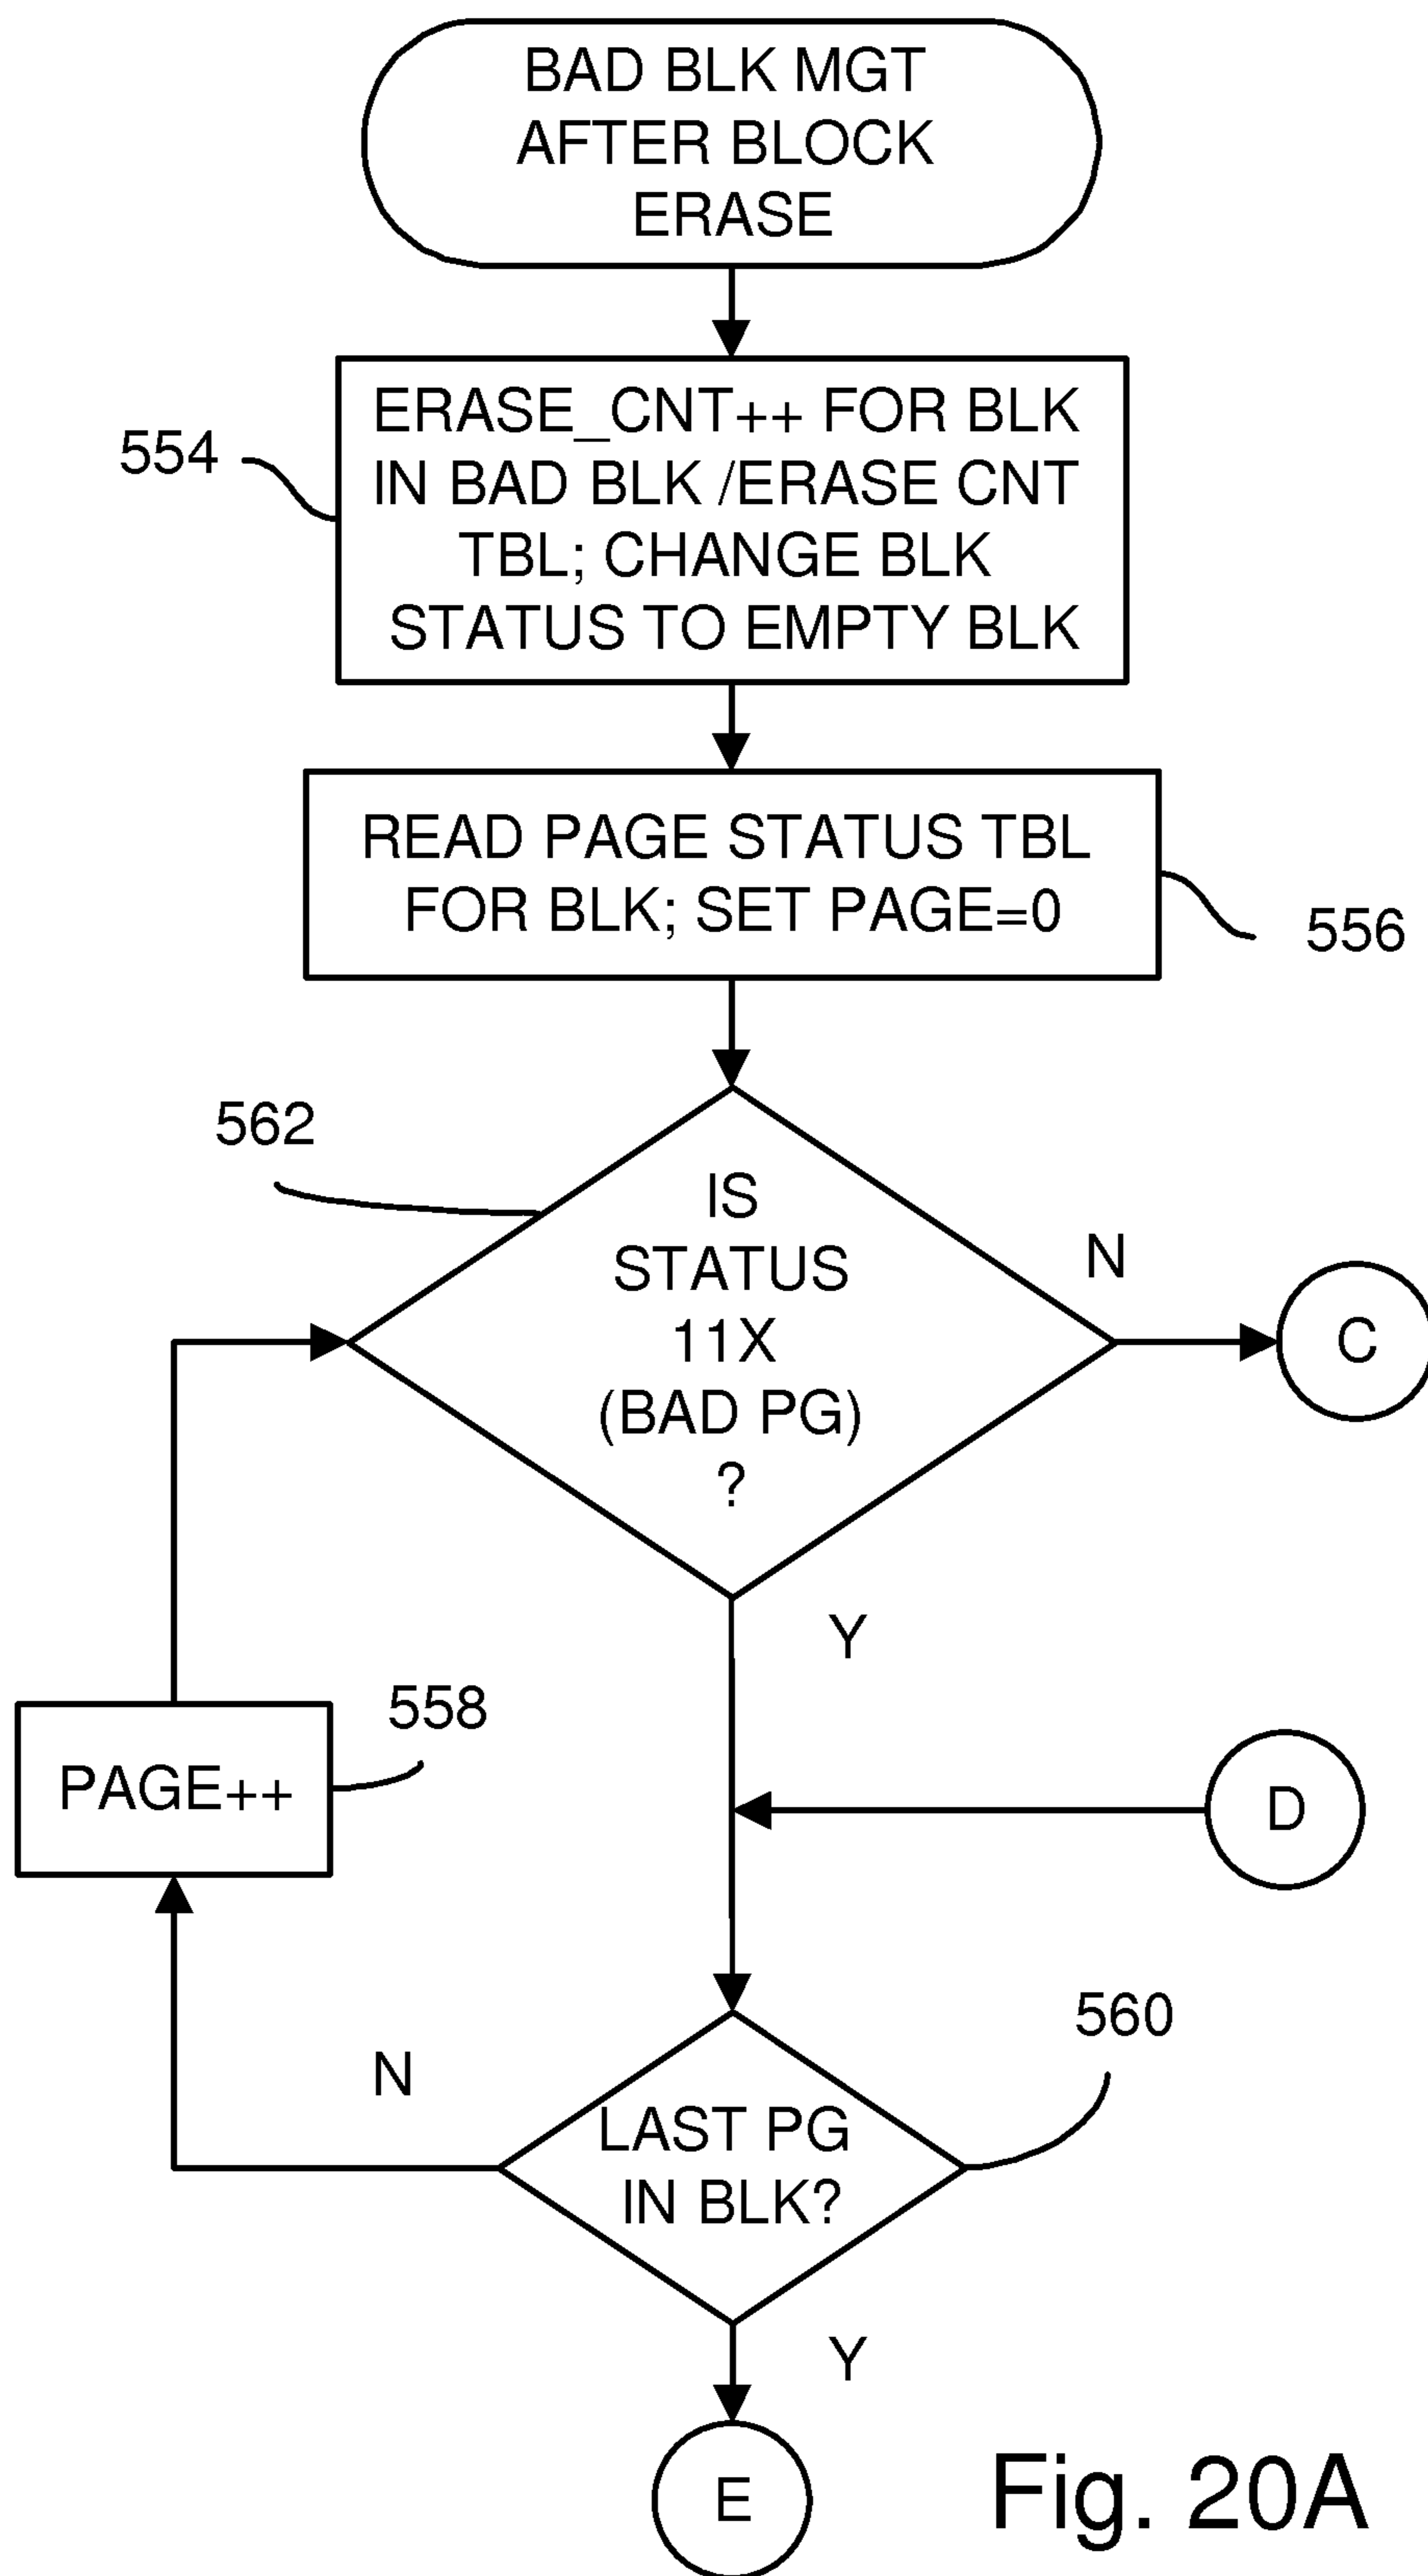 BAD BLK MGT
AFTER BLOCK
ERASE
ERASE_CNT++ FOR BLK
IN BAD BLK /ERASE CNT
TBL; CHANGE BLK
STATUS TO EMPTY BLK
554
READ PAGE STATUS TBL
FOR BLK; SET PAGE=0
556
562
IS
STATUS
11X
(BAD PG)
?
N
C
Y
558
PAGE++
D
560
N
LAST PG
IN BLK?
Y
E
Fig. 20A